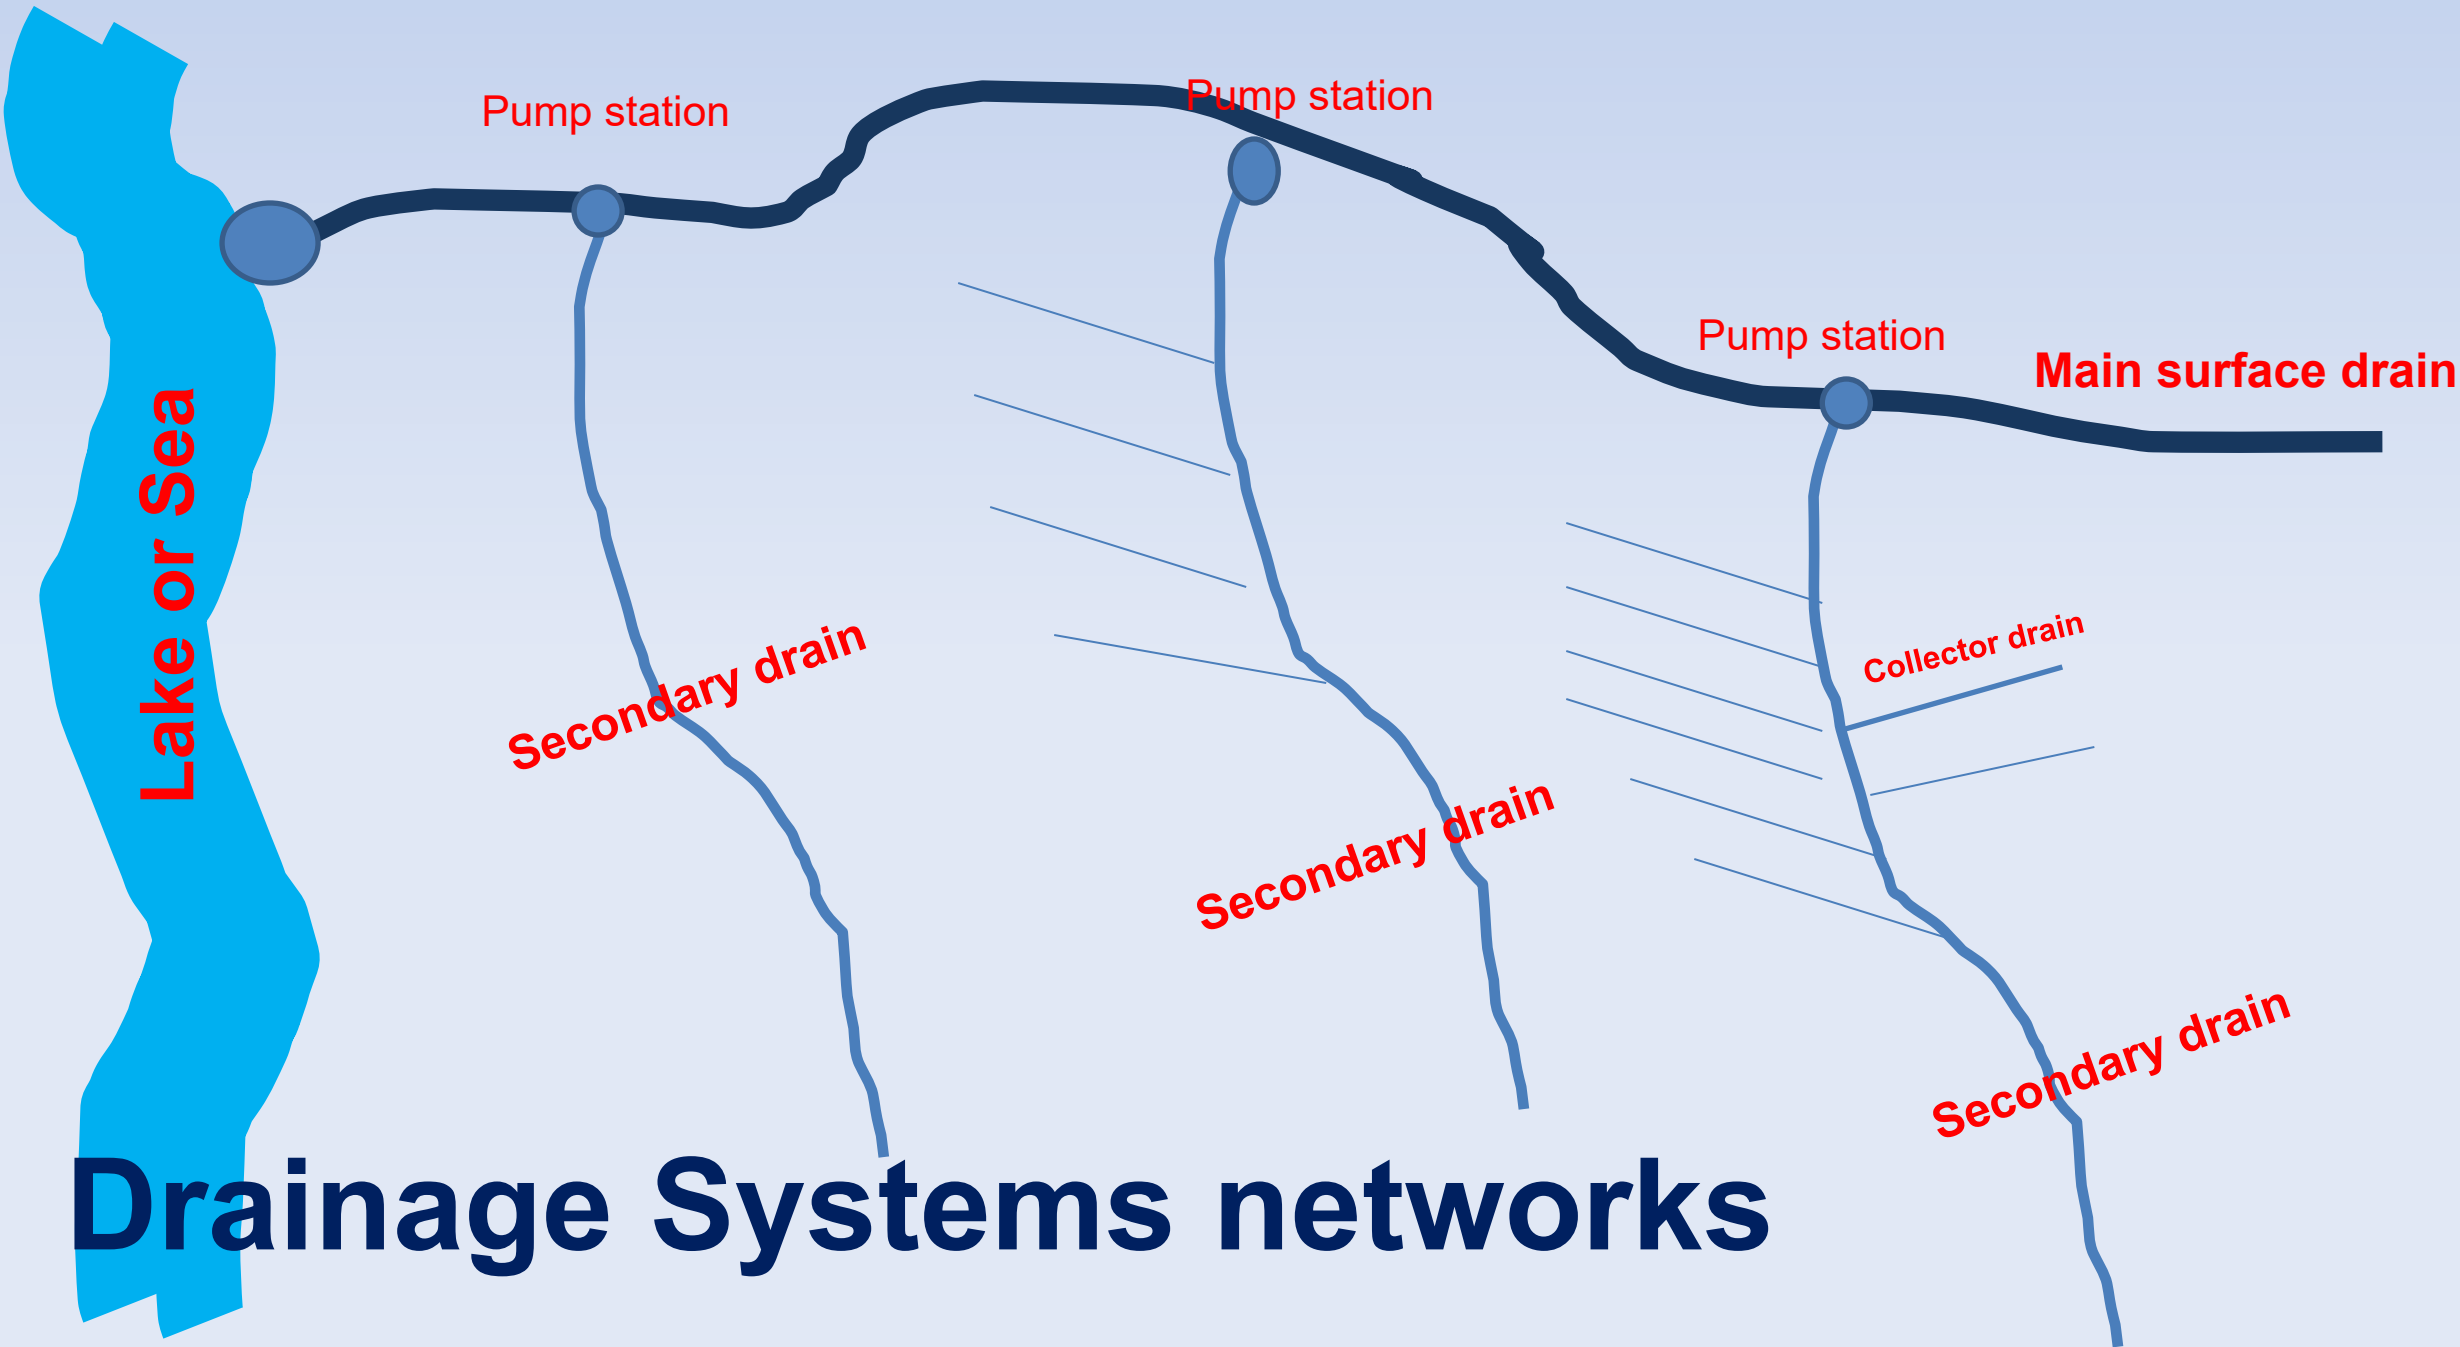 Pump station
Pump station
Pump station
Main surface drain
Lake or Sea
Collector drain
Secondary drain
Secondary drain
Secondary drain
Drainage Systems networks